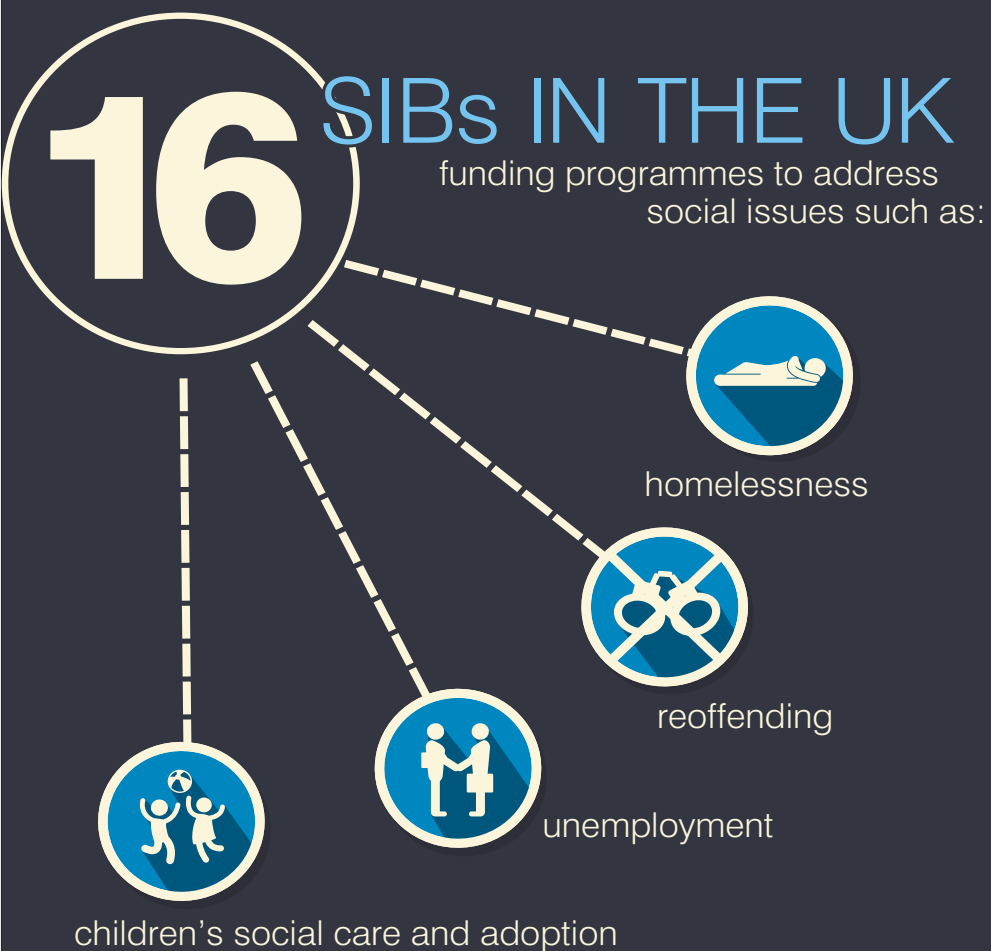 16
SIBs IN THE UK
funding programmes to address
social issues such as:
homelessness
reoffending
unemployment
children’s social care and adoption